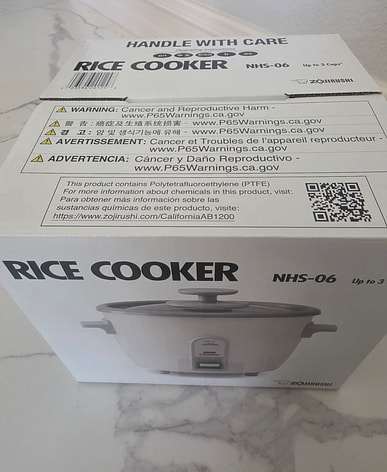 HANDLE WITH CARE
RICE COOKER NHS-06 Up to 3 Cups
ZOJIRUSHI
WARNING: Cancer and Reproductive Harm -
www.P65Warnings.ca.gov
警告: 癌症及生殖系统损害 - www.P65Warnings.ca.gov
경 고: 암 및 생식기능에 유해 - www.P65Warnings.ca.gov
AVERTISSEMENT: Cancer et Troubles de l'appareil reproducteur -
www.P65Warnings.ca.gov
ADVERTENCIA: Cáncer y Daño Reproductivo -
www.P65Warnings.ca.gov
This product contains Polytetrafluoroethylene (PTFE)
For more information about chemicals in this product, visit:
Para obtener más información sobre las
sustancias químicas de este producto, visite:
https://www.zojirushi.com/CaliforniaAB1200
RICE COOKER NHS-06 Up to 3
ZOJIRUSHI